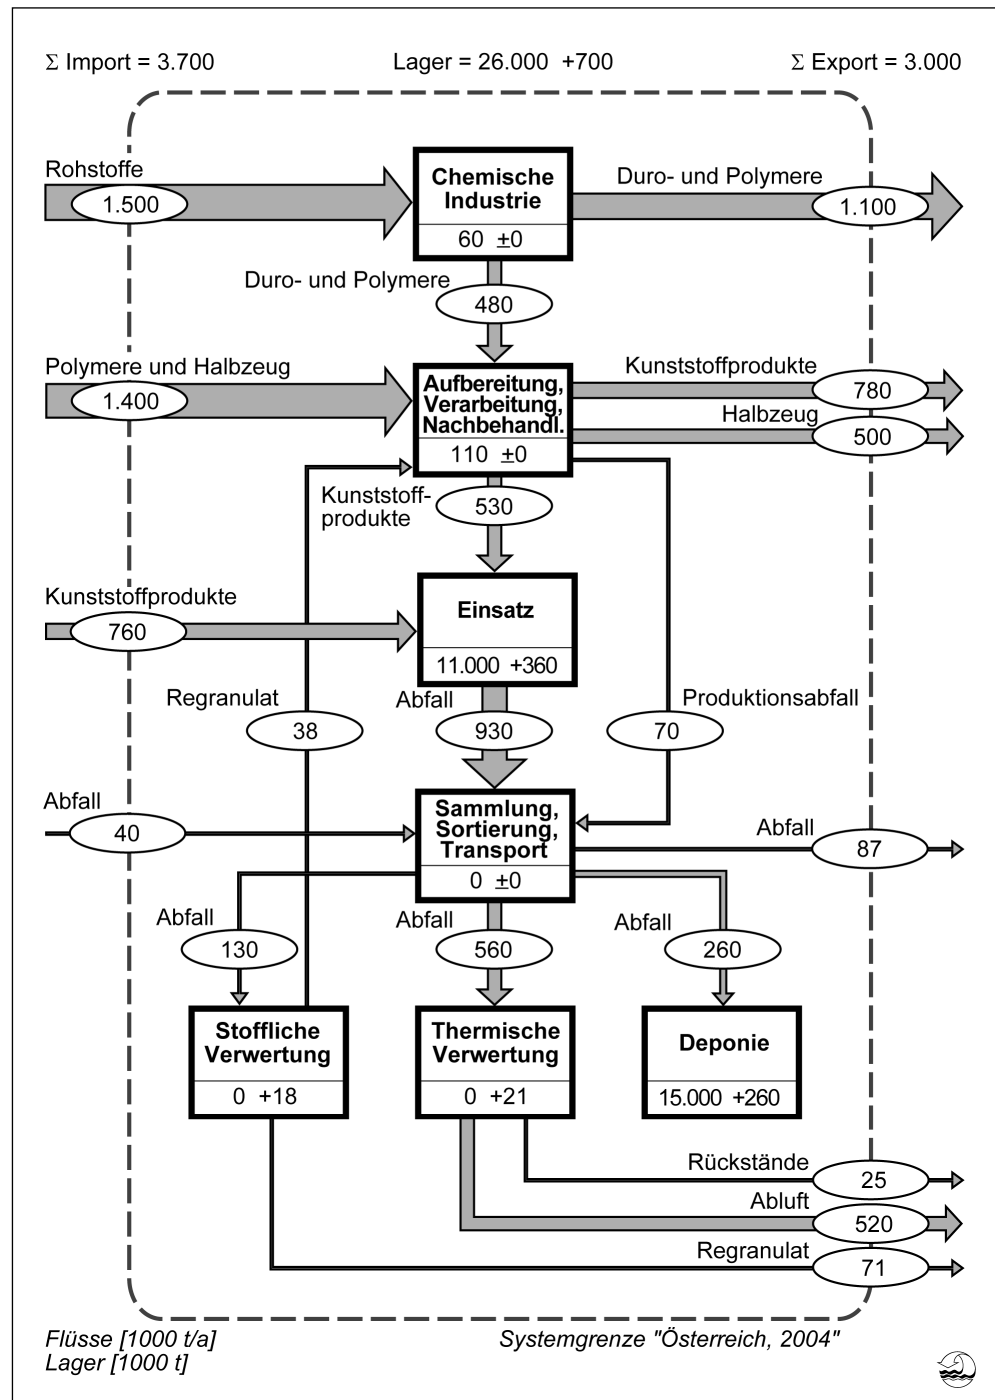 Σ Import = 3.700
Lager = 26.000 +700
Σ Export = 3.000
Rohstoffe
1.500
Chemische
Industrie
60 ±0
Duro- und Polymere
1.100
Duro- und Polymere
480
Polymere und Halbzeug
1.400
Aufbereitung,
Verarbeitung,
Nachbehandl.
110 ±0
Kunststoffprodukte
780
Halbzeug
500
Kunststoff-
produkte
530
Kunststoffprodukte
760
Einsatz
11.000 +360
Regranulat
38
Abfall
930
Produktionsabfall
70
Abfall
40
Sammlung,
Sortierung,
Transport
0 ±0
Abfall
87
Abfall
130
Abfall
560
Abfall
260
Stoffliche
Verwertung
0 +18
Thermische
Verwertung
0 +21
Deponie
15.000 +260
Rückstände
25
Abluft
520
Regranulat
71
Flüsse [1000 t/a]
Lager [1000 t]
Systemgrenze "Österreich, 2004"